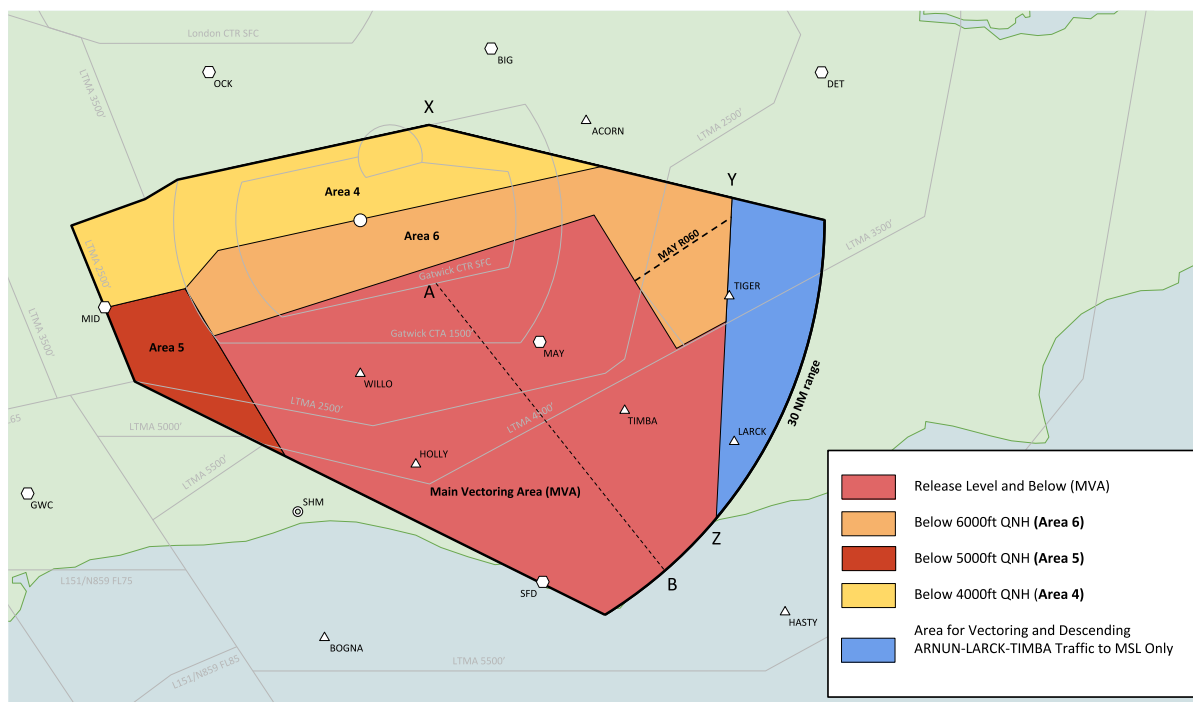 London CTR SFC
BIG
OCK
DET
LTMA 3500'
X
LTMA 2500'
ACORN
Y
Area 4
MAY R060
Area 6
LTMA 3500'
LTMA 2500'
Gatwick CTR SFC
TIGER
A
MID
LTMA 3500'
Gatwick CTA 1500'
Area 5
MAY
WILLO
30 NM range
LTMA 2500'
LTMA 4500'
TIMBA
.65
LTMA 5000'
LARCK
HOLLY
LTMA 5500'
Main Vectoring Area (MVA)
GWC
SHM
Z
L151/N859 FL75
B
SFD
HASTY
BOGNA
LTMA 5500'
L151/N859 FL85
Release Level and Below (MVA)
Below 6000ft QNH (Area 6)
Below 5000ft QNH (Area 5)
Below 4000ft QNH (Area 4)
Area for Vectoring and Descending
ARNUN-LARCK-TIMBA Traffic to MSL Only